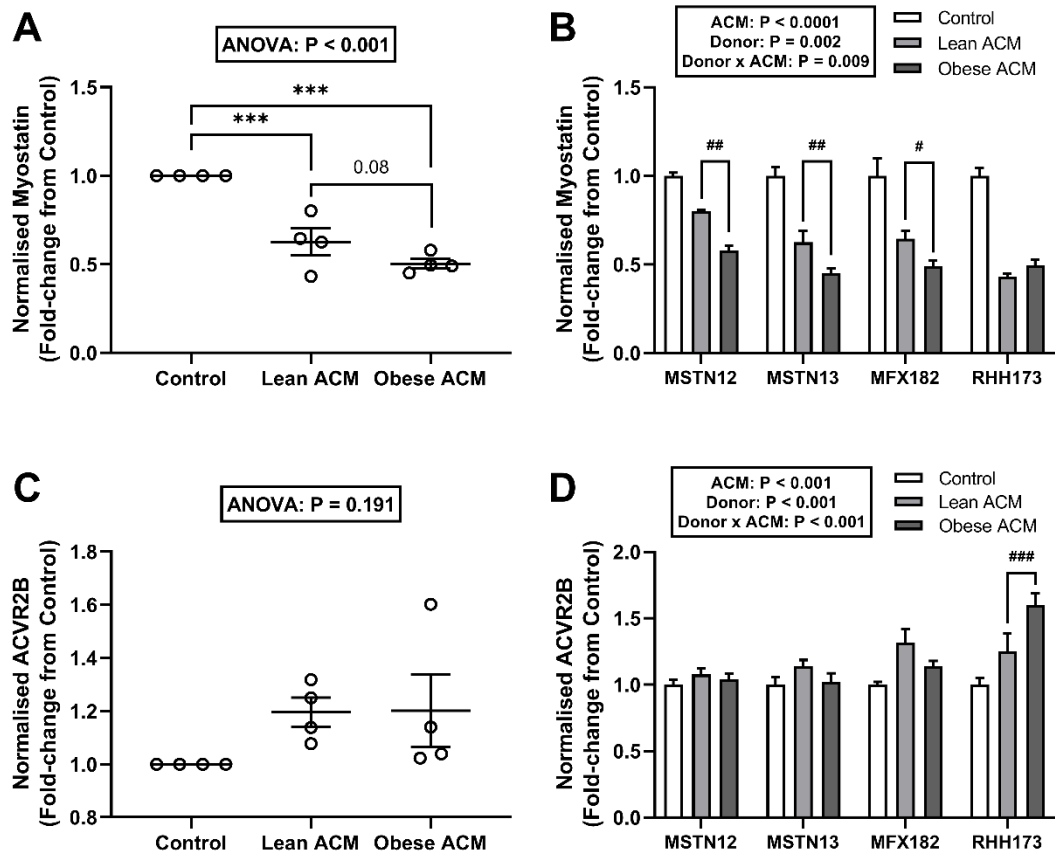 A
ANOVA: P < 0.001
Normalised Myostatin
(Fold-change from Control)
1.5
1.0
0.5
0.0
***
***
0.08
Control
Lean ACM
Obese ACM
B
ACM: P < 0.0001
Donor: P = 0.002
Donor x ACM: P = 0.009
Control
Lean ACM
Obese ACM
Normalised Myostatin
(Fold-change from Control)
1.5
1.0
0.5
0.0
##
##
#
MSTN12
MSTN13
MFX182
RHH173
C
ANOVA: P = 0.191
Normalised ACVR2B
(Fold-change from Control)
1.8
1.6
1.4
1.2
1.0
0.8
Control
Lean ACM
Obese ACM
D
ACM: P < 0.001
Donor: P < 0.001
Donor x ACM: P < 0.001
Control
Lean ACM
Obese ACM
Normalised ACVR2B
(Fold-change from Control)
2.0
1.5
1.0
0.5
0.0
###
MSTN12
MSTN13
MFX182
RHH173